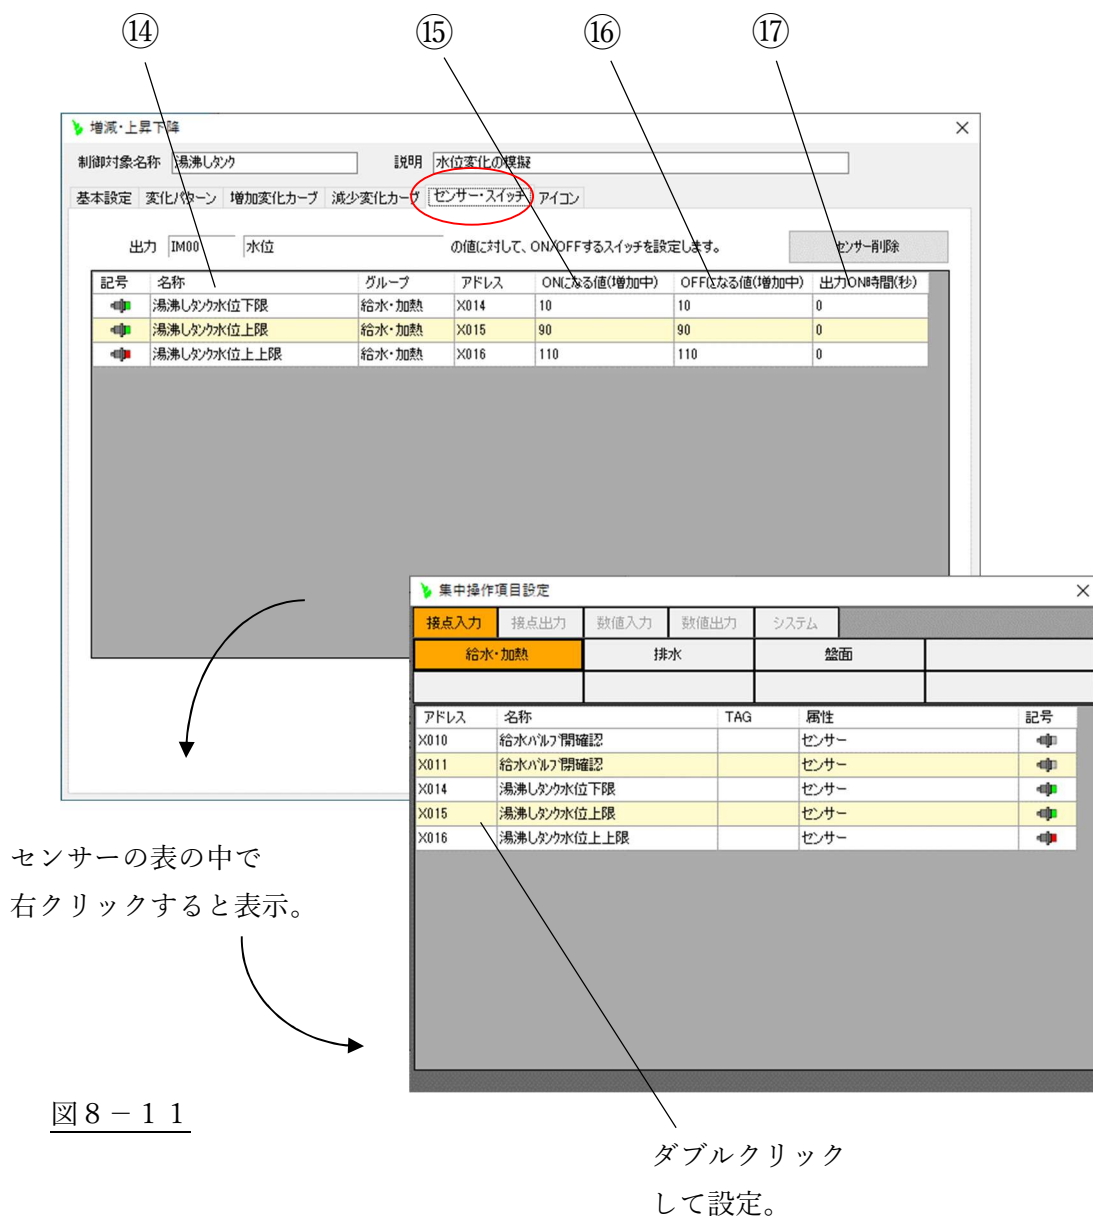 ⑭ ⑮ ⑯ ⑰
増減・上昇下降
制御対象名称 湯沸しタンク 説明 水位変化の模擬
基本設定 変化パターン 増加変化カーブ 減少変化カーブ センサー・スイッチ アイコン
出力 IM00 水位 の値に対して、ON/OFFするスイッチを設定します。 センサー削除
記号 名称 グループ アドレス ONになる値(増加中) OFFになる値(増加中) 出力ON時間(秒)
湯沸しタンク水位下限 給水・加熱 X014 10 10 0
湯沸しタンク水位上限 給水・加熱 X015 90 90 0
湯沸しタンク水位上上限 給水・加熱 X016 110 110 0
集中操作項目設定
接点入力 接点出力 数値入力 数値出力 システム
給水・加熱 排水 盤面
アドレス 名称 TAG 属性 記号
X010 給水バルブ開確認 センサー
X011 給水バルブ閉確認 センサー
X014 湯沸しタンク水位下限 センサー
X015 湯沸しタンク水位上限 センサー
X016 湯沸しタンク水位上上限 センサー
センサーの表の中で
右クリックすると表示。
図８－１１
ダブルクリック
して設定。